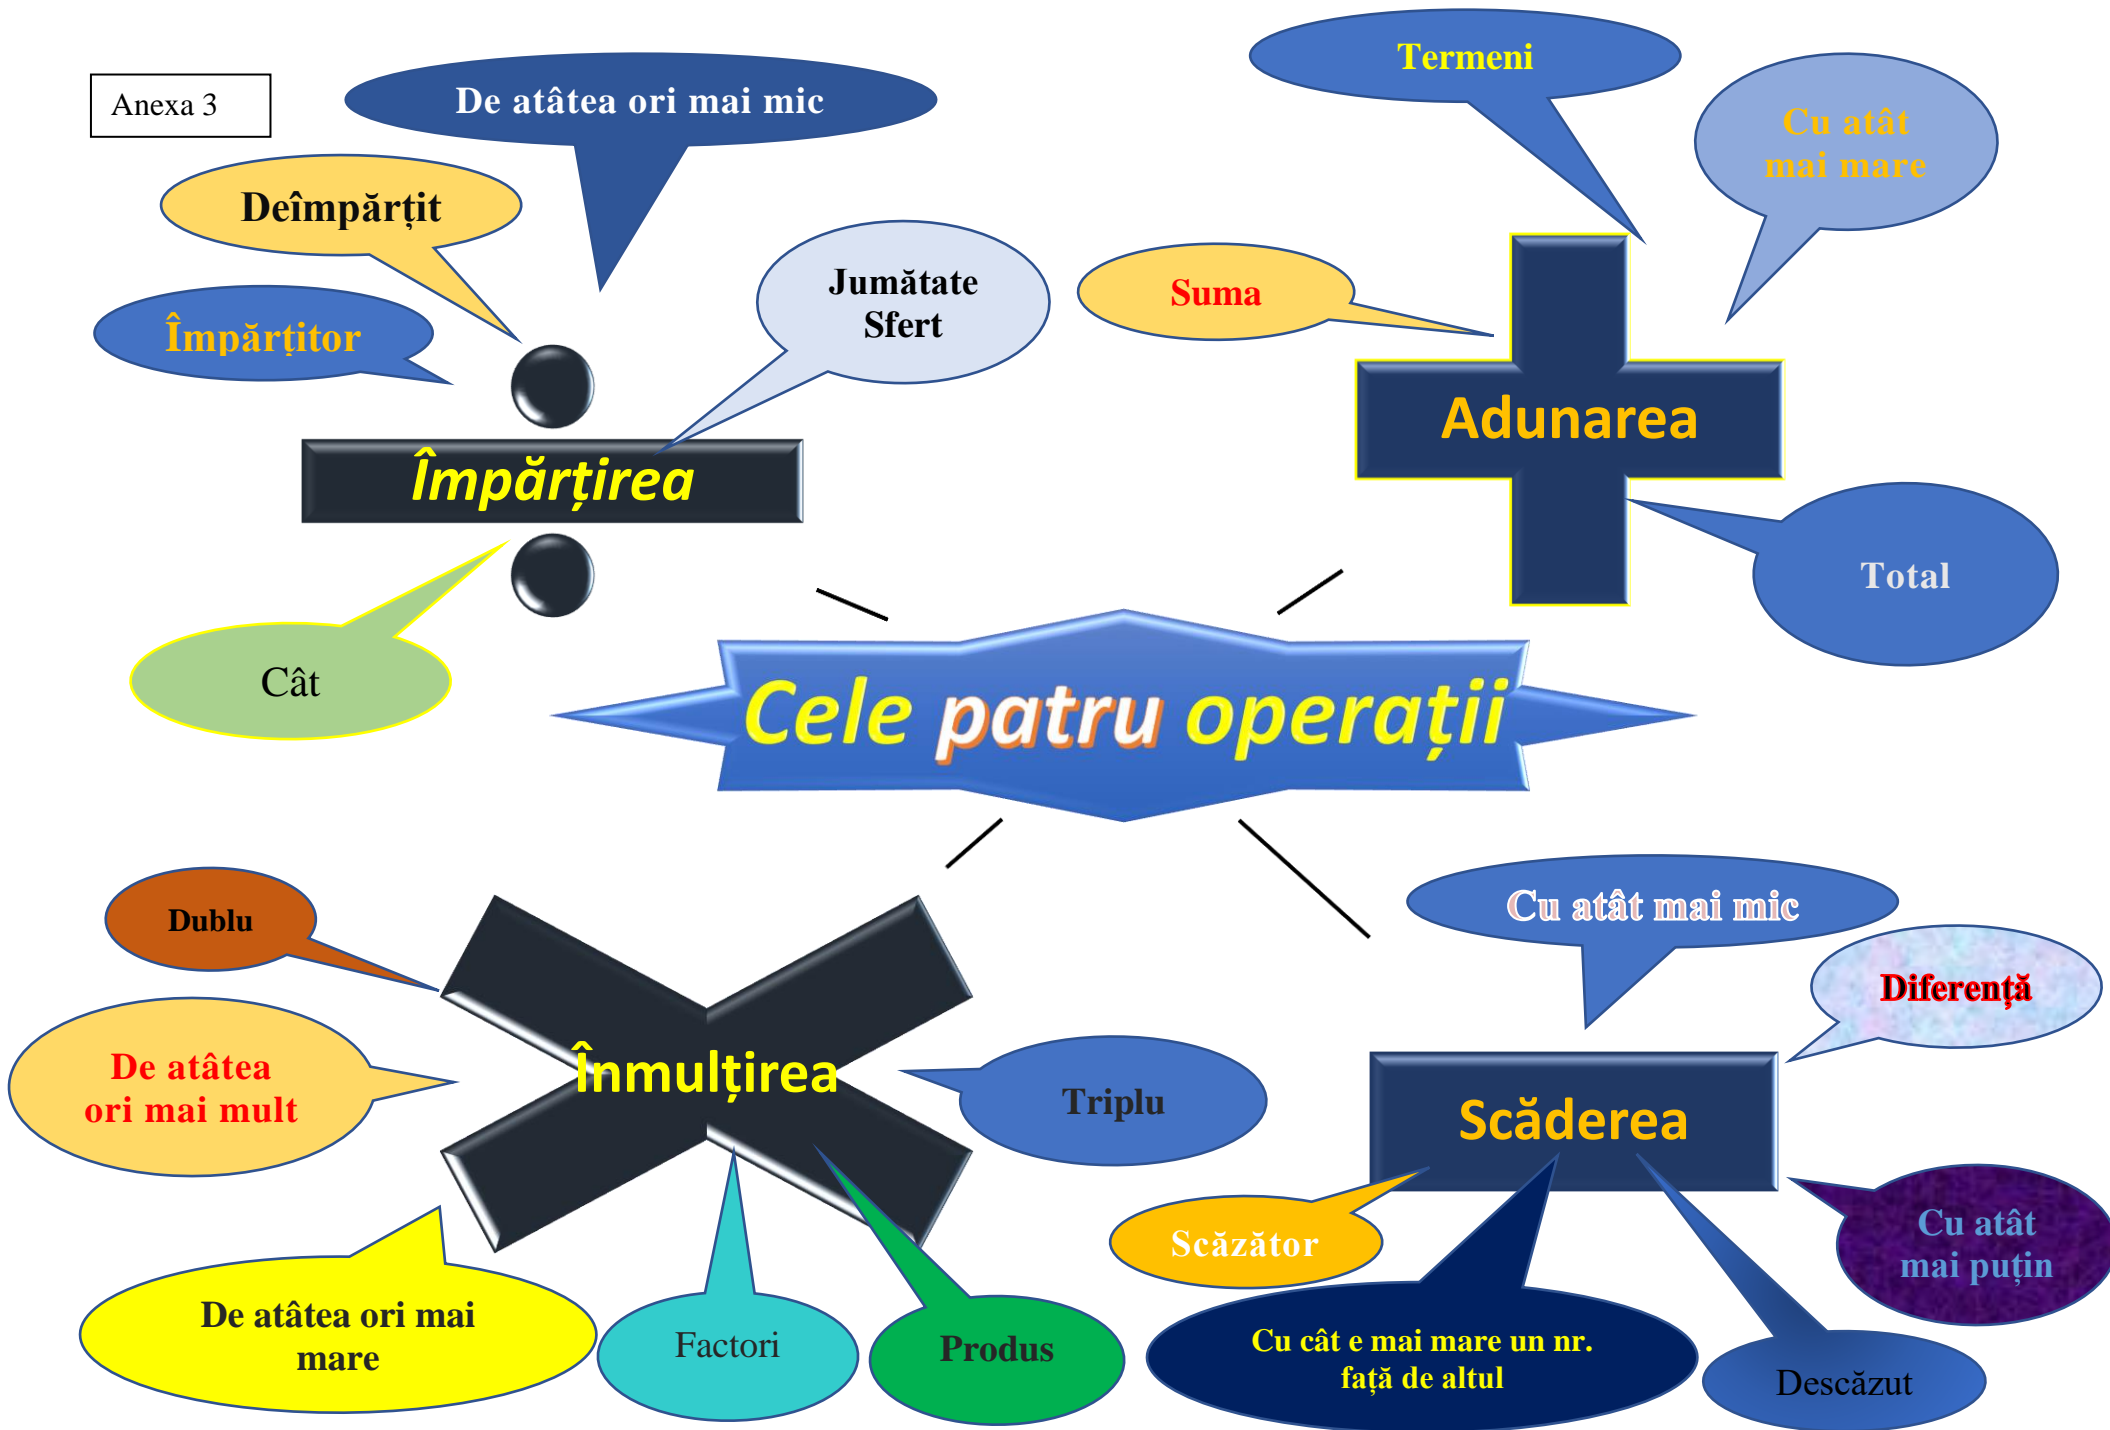 Anexa 3
De atâtea ori mai mic
Deîmpărțit
Împărțitor
Jumătate
Sfert
Împărțirea
Cât
Termeni
Cu atât
mai mare
Suma
Adunarea
Total
Cele patru operații
Dublu
De atâtea
ori mai mult
Înmulțirea
Triplu
De atâtea ori mai
mare
Factori
Produs
Cu atât mai mic
Diferență
Scăderea
Scăzător
Cu atât
mai puțin
Cu cât e mai mare un nr.
față de altul
Descăzut